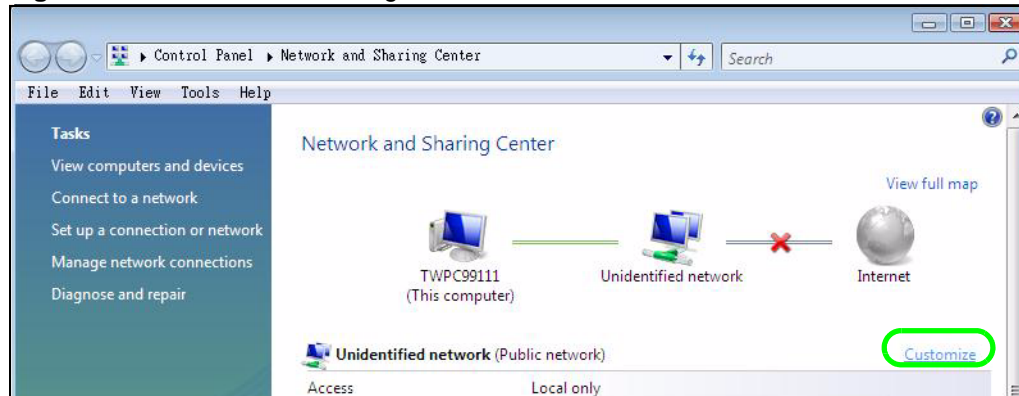 Control Panel ▸ Network and Sharing Center
Search
File Edit View Tools Help
Tasks
View computers and devices
Connect to a network
Set up a connection or network
Manage network connections
Diagnose and repair
Network and Sharing Center
View full map
TWPC99111
(This computer)
Unidentified network
Internet
Unidentified network (Public network)
Customize
Access
Local only